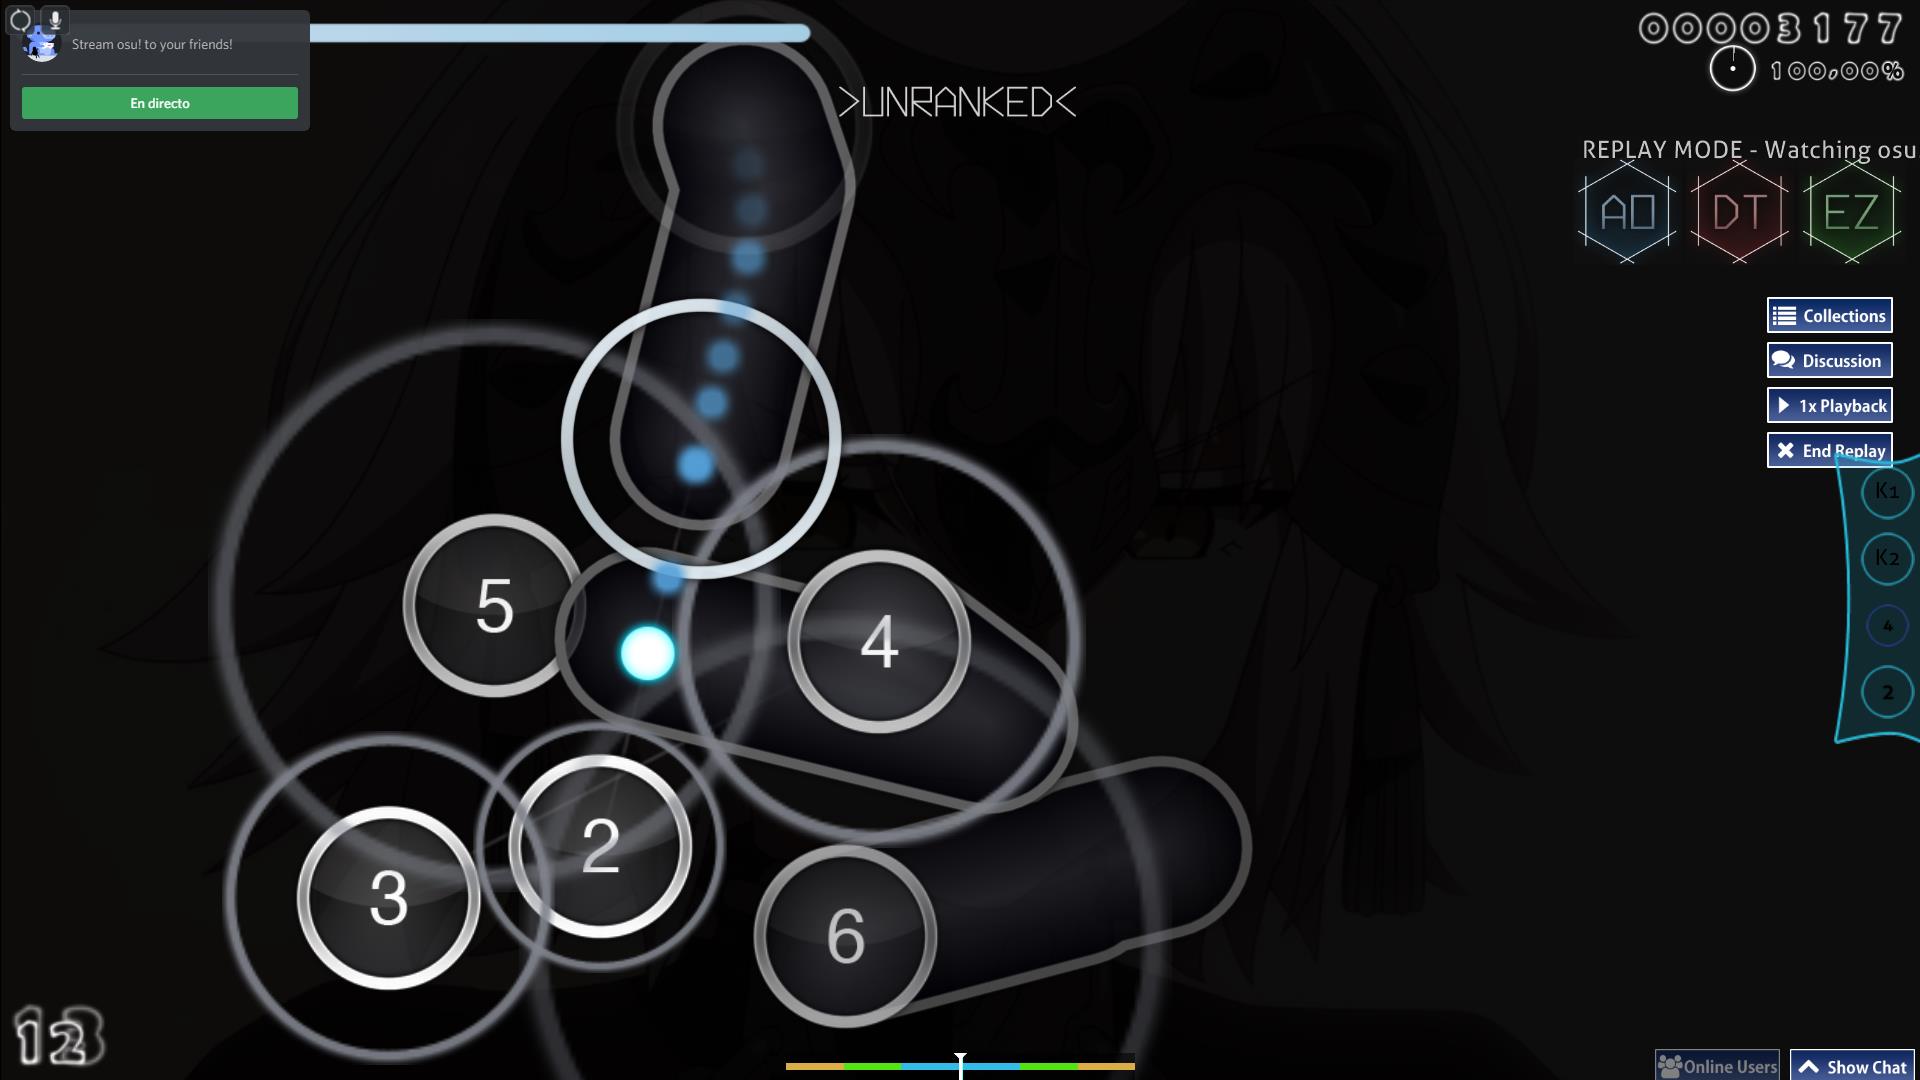 Stream osu! to your friends!
En directo
00003177
100,00%
>UNRANKED<
REPLAY MODE - Watching osu
AO DT EZ
Collections
Discussion
1x Playback
End Replay
K1
K2
4
2
5
4
2
3
6
Online Users
Show Chat